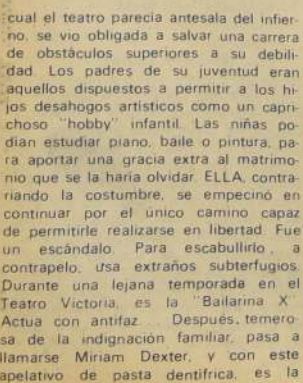 cual el teatro parecía antesala del infier-
no, se vio obligada a salvar una carrera
de obstáculos superiores a su debili-
dad. Los padres de su juventud eran
aquellos dispuestos a permitir a los hi-
jos desahogos artísticos como un capri-
choso "hobby" infantil. Las niñas po-
dían estudiar piano, baile o pintura, pa-
ra aportar una gracia extra al matrimo-
nio que se la haría olvidar. ELLA, contra-
riando la costumbre, se empecinó en
continuar por el único camino capaz
de permitirle realizarse en libertad. Fue
un escándalo. Para escabullirlo, a
contrapelo, usa extraños subterfugios.
Durante una lejana temporada en el
Teatro Victoria, es la "Bailarina X".
Actúa con antifaz. Después, temero-
sa de la indignación familiar, pasa a
llamarse Miriam Dexter, y con este
apelativo de pasta dentífrica, es la